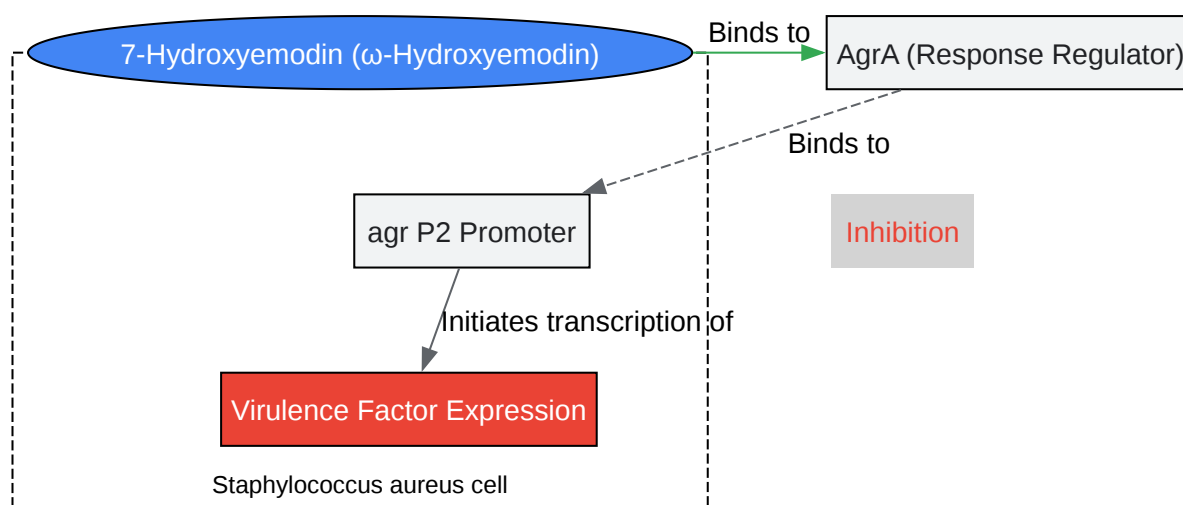 7-Hydroxyemodin (ω-Hydroxyemodin)
Binds to
AgrA (Response Regulator)
Binds to
agr P2 Promoter
Inhibition
Initiates transcription of
Virulence Factor Expression
Staphylococcus aureus cell